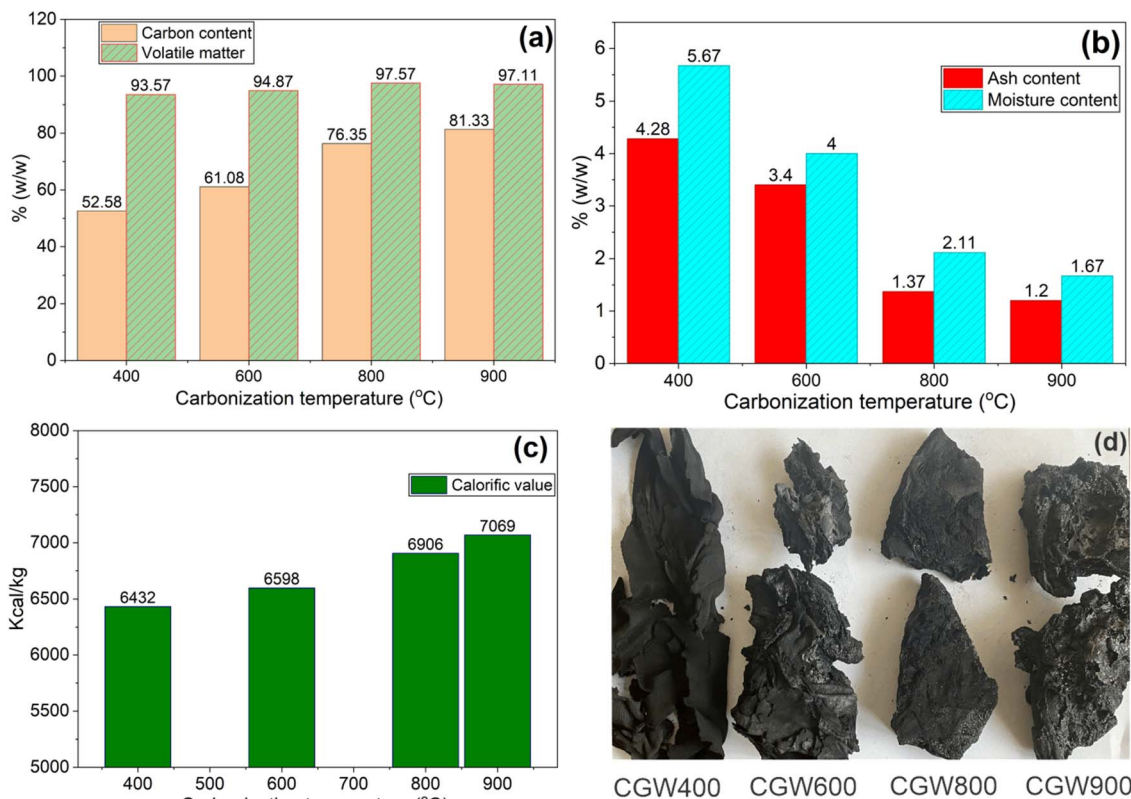 (a)
Carbon content
Volatile matter
120
100
80
60
40
20
0
% (w/w)
52.58
93.57
61.08
94.87
76.35
97.57
81.33
97.11
400 600 800 900
Carbonization temperature (°C)
(b)
Ash content
Moisture content
6
5
4
3
2
1
0
% (w/w)
4.28
5.67
3.4
4
1.37
2.11
1.2
1.67
400 600 800 900
Carbonization temperature (°C)
(c)
Calorific value
8000
7500
7000
6500
6000
5500
5000
Kcal/kg
6432
6598
6906
7069
400 500 600 700 800 900
(d)
CGW400 CGW600 CGW800 CGW900